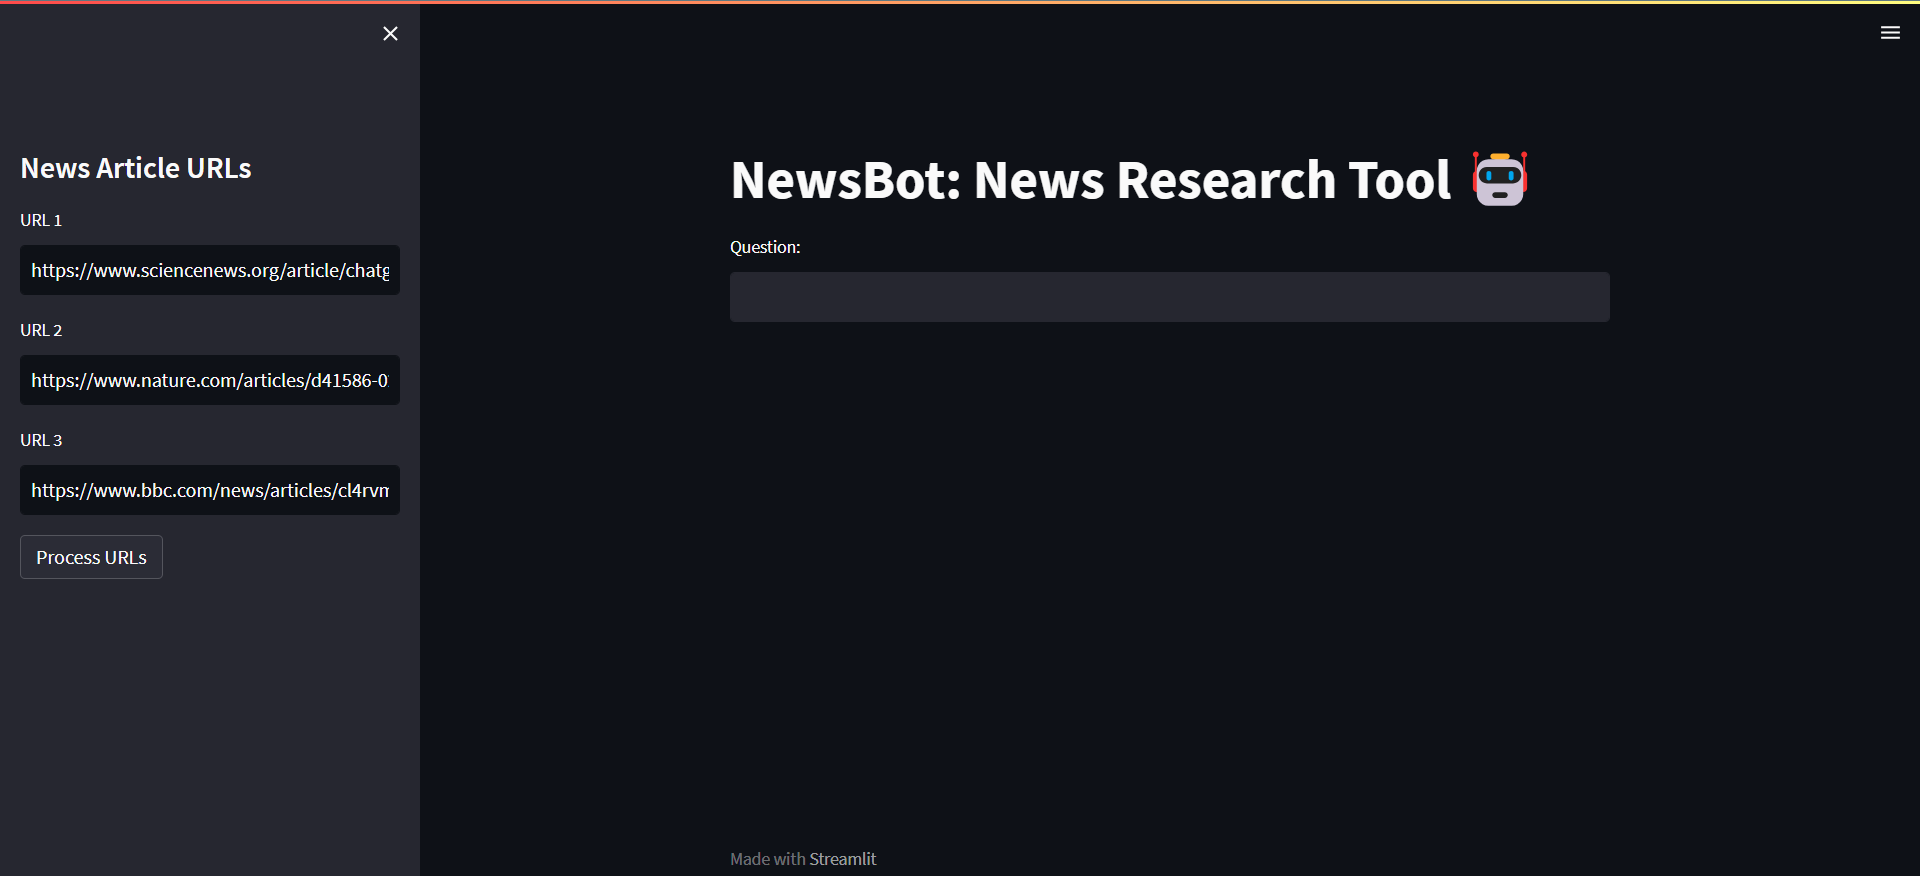 News Article URLs
URL 1
https://www.sciencenews.org/article/chatg
URL 2
https://www.nature.com/articles/d41586-0
URL 3
https://www.bbc.com/news/articles/cl4rvm
Process URLs
NewsBot: News Research Tool
Question:
Made with Streamlit